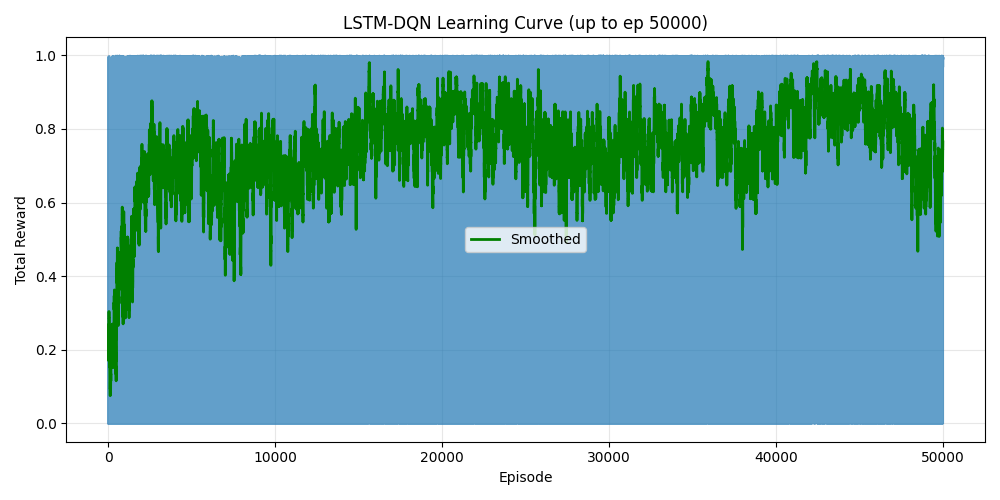 LSTM-DQN Learning Curve (up to ep 50000)
1.0
0.8
0.6
0.4
0.2
0.0
Total Reward
Smoothed
0 10000 20000 30000 40000 50000
Episode